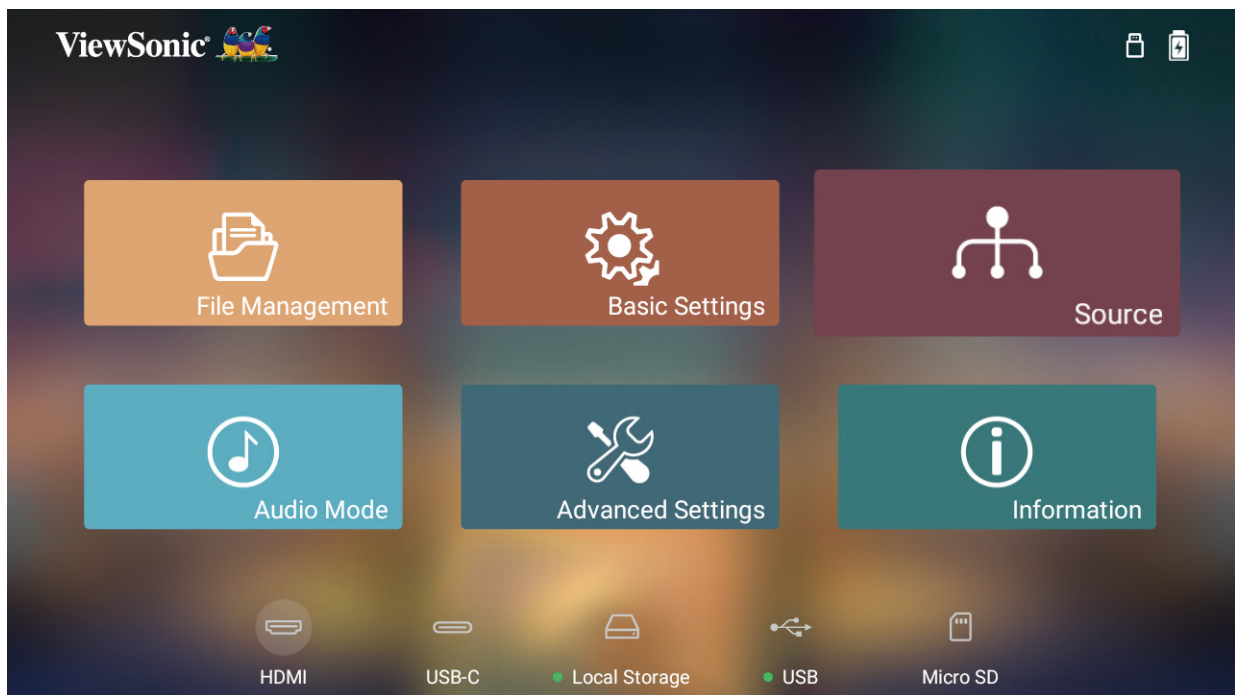 ViewSonic®
File Management
Basic Settings
Source
Audio Mode
Advanced Settings
Information
HDMI
USB-C
Local Storage
USB
Micro SD